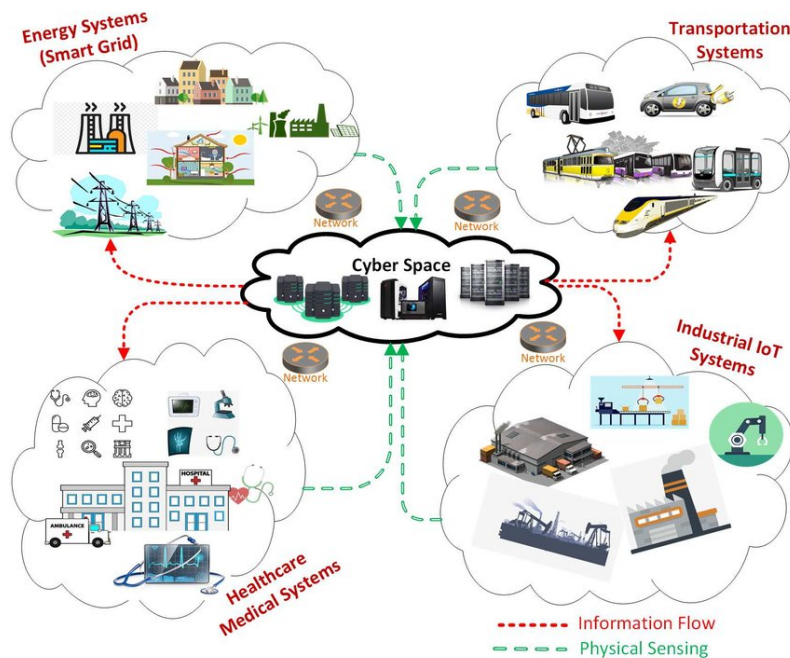 Energy Systems
(Smart Grid)
Transportation
Systems
Network
Network
Cyber Space
Network
Network
Industrial IoT
Systems
HOSPITAL
AMBULANCE
Healthcare
Medical Systems
Information Flow
Physical Sensing